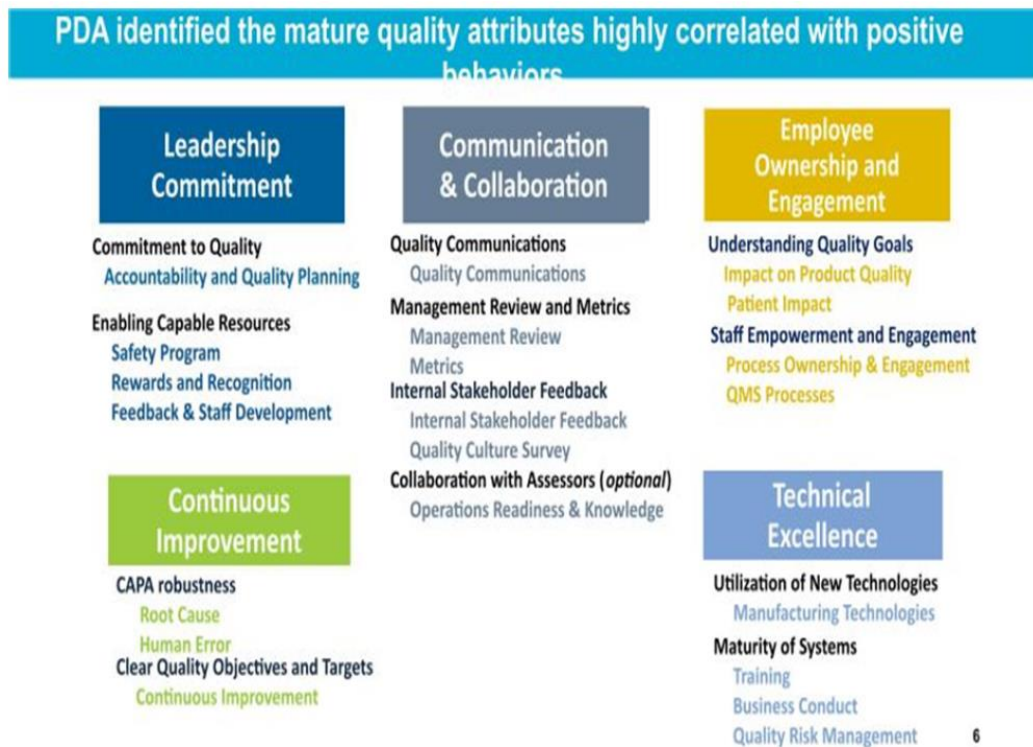 PDA identified the mature quality attributes highly correlated with positive
behaviors
Leadership
Commitment
Commitment to Quality
Accountability and Quality Planning
Enabling Capable Resources
Safety Program
Rewards and Recognition
Feedback & Staff Development
Communication
& Collaboration
Quality Communications
Quality Communications
Management Review and Metrics
Management Review
Metrics
Internal Stakeholder Feedback
Internal Stakeholder Feedback
Quality Culture Survey
Collaboration with Assessors (optional)
Operations Readiness & Knowledge
Employee
Ownership and
Engagement
Understanding Quality Goals
Impact on Product Quality
Patient Impact
Staff Empowerment and Engagement
Process Ownership & Engagement
QMS Processes
Continuous
Improvement
CAPA robustness
Root Cause
Human Error
Clear Quality Objectives and Targets
Continuous Improvement
Technical
Excellence
Utilization of New Technologies
Manufacturing Technologies
Maturity of Systems
Training
Business Conduct
Quality Risk Management
6